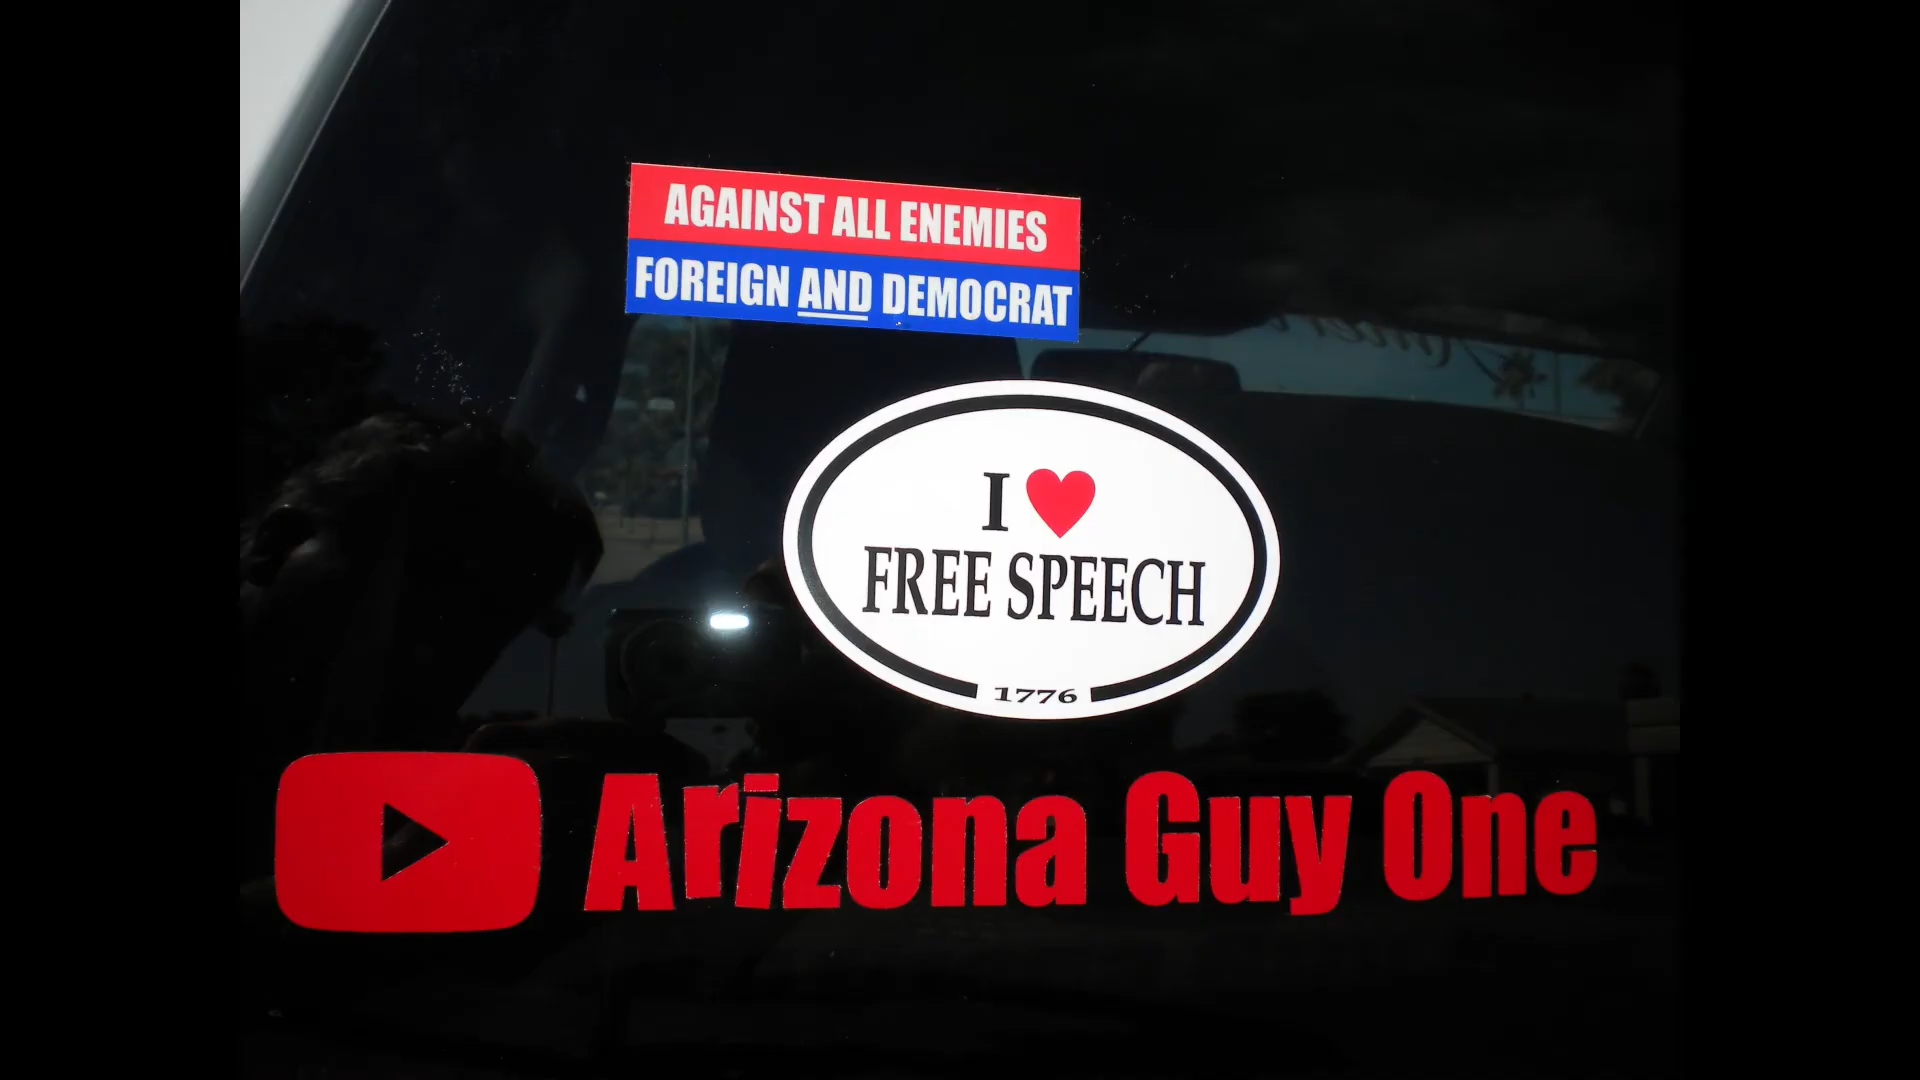 AGAINST ALL ENEMIES
FOREIGN AND DEMOCRAT
I ♥
FREE SPEECH
1776
Arizona Guy One